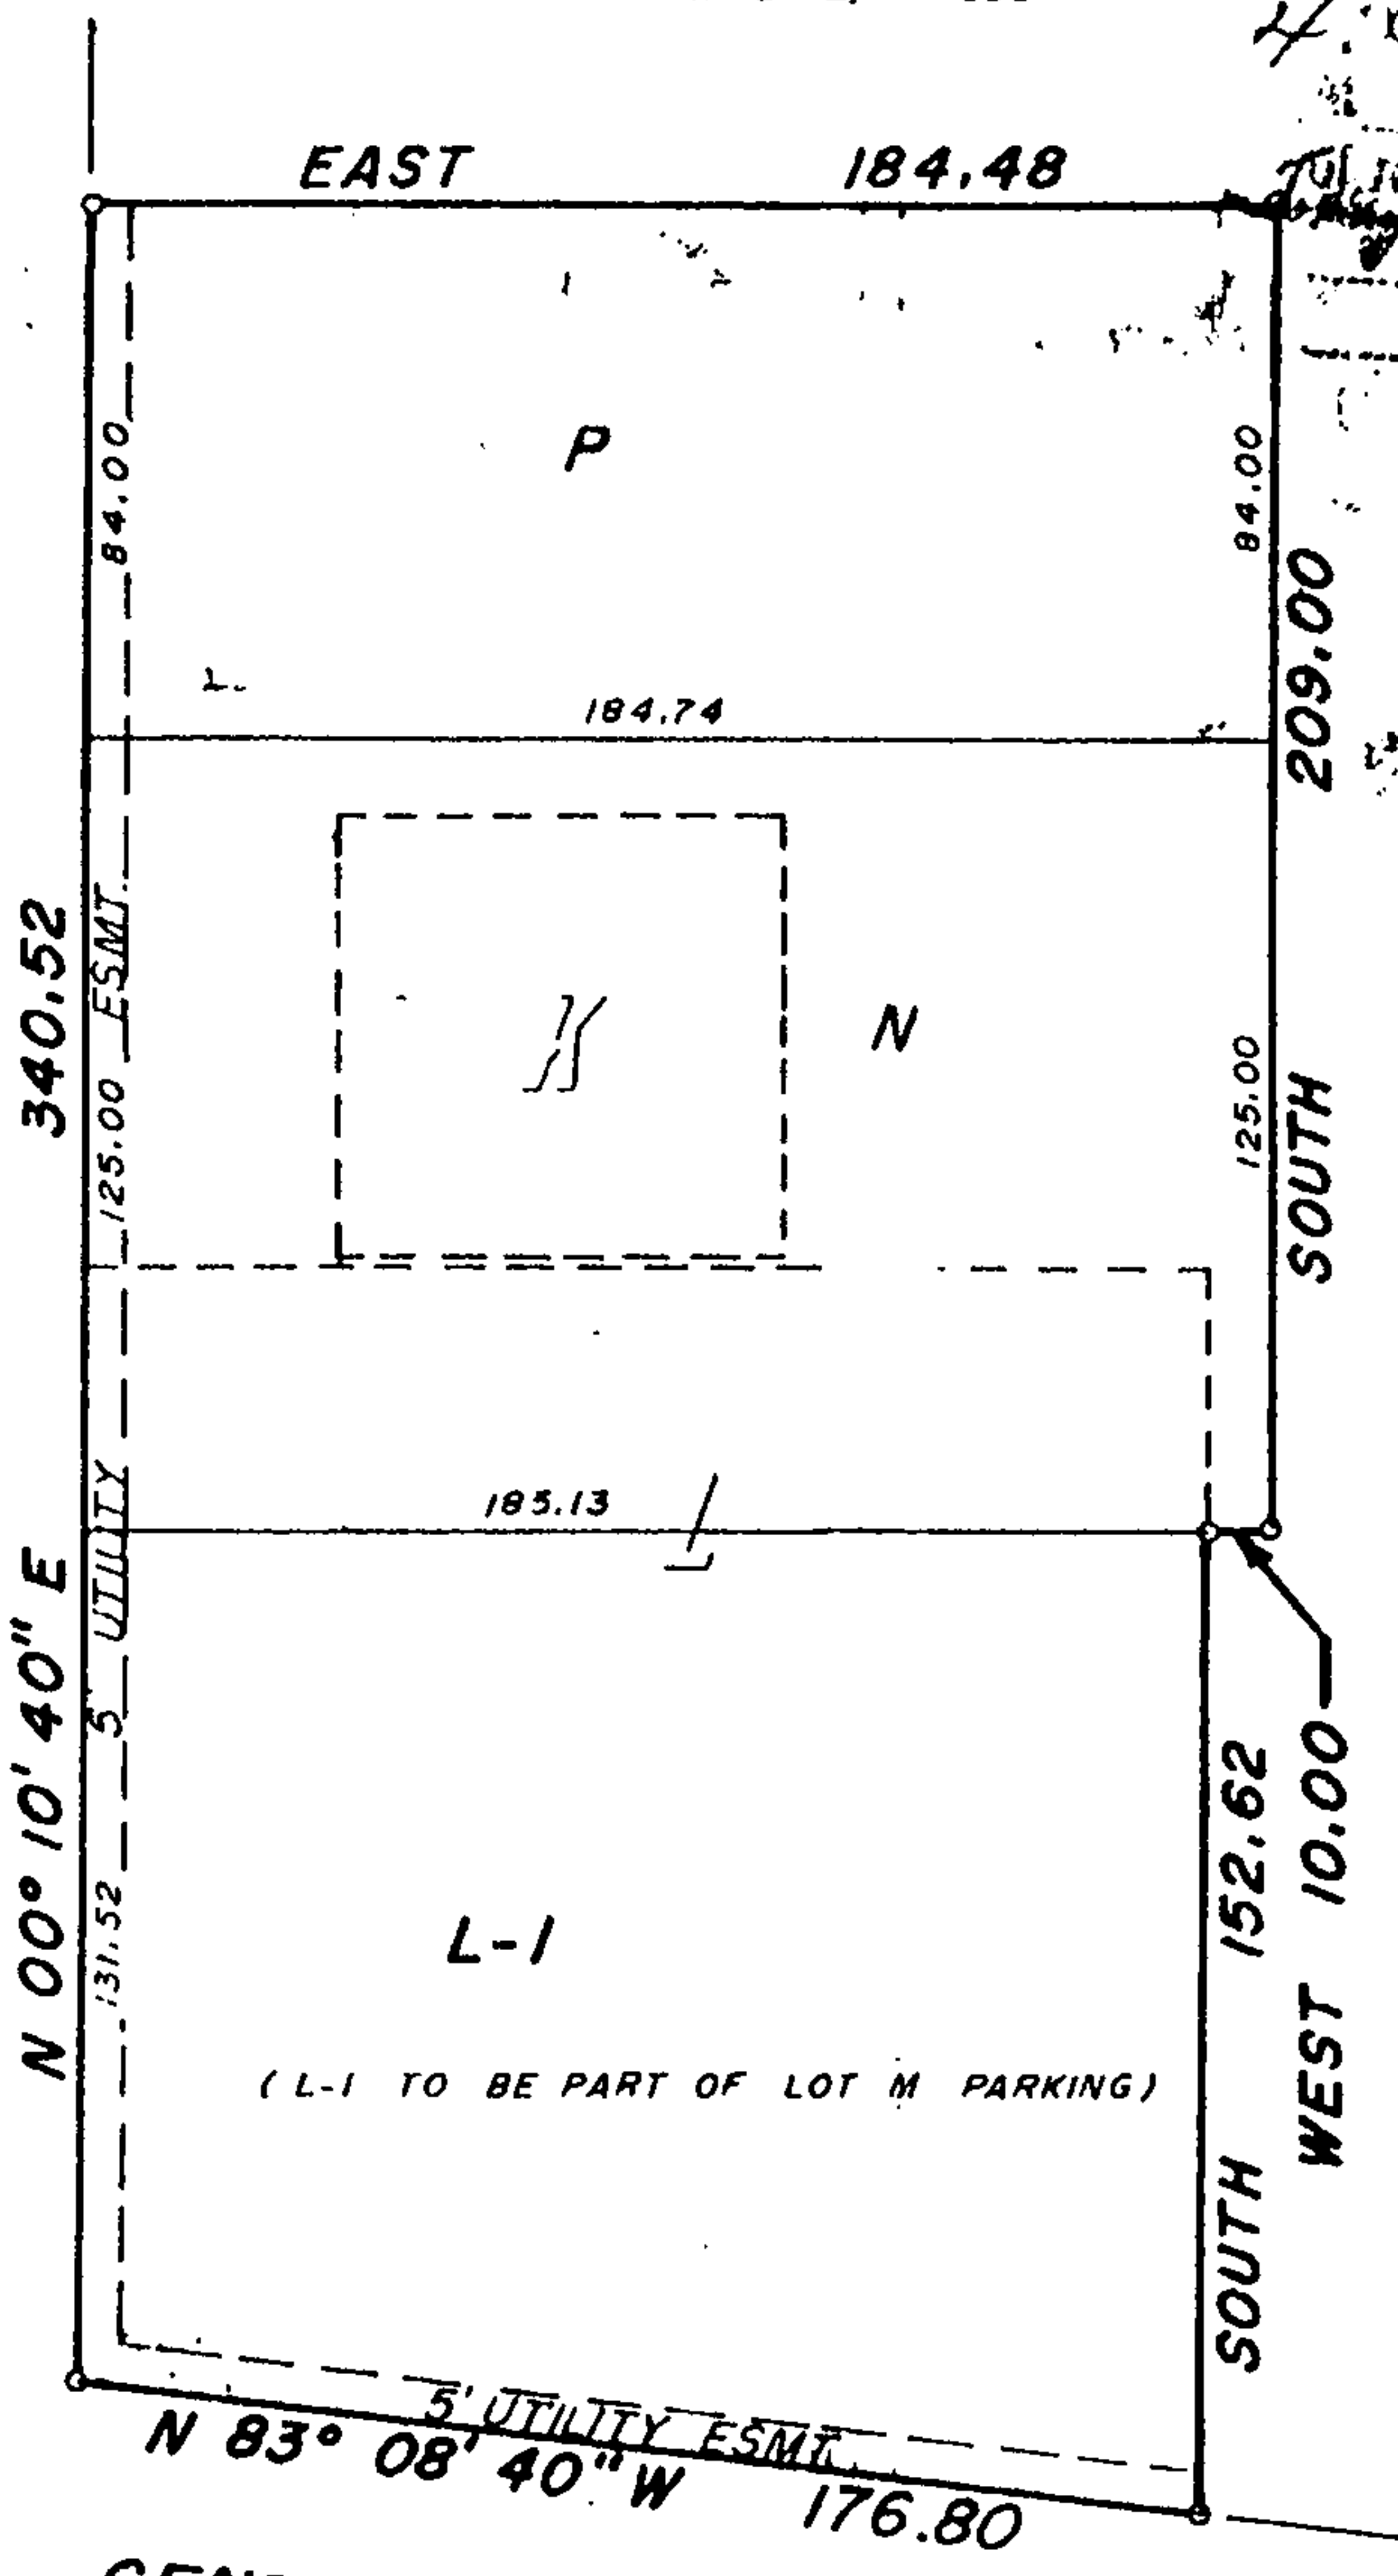 EAST 184.48
P
84.00
84.00
209.00
184.74
340.52
125.00 ESMT.
K
N
125.00
SOUTH
185.13
L
5' UTILITY
N 00° 10' 40" E
131.52
152.62
WEST 10.00
L-1
(L-1 TO BE PART OF LOT M PARKING)
SOUTH
5' UTILITY ESMT.
N 83° 08' 40" W 176.80